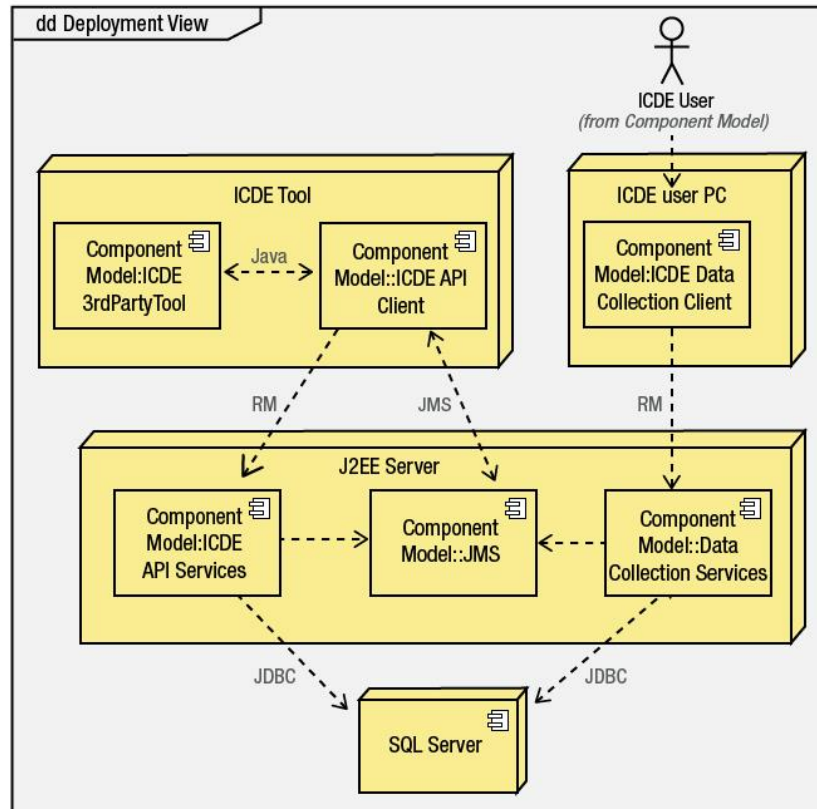 dd Deployment View
ICDE User
(from Component Model)
ICDE Tool
ICDE user PC
Component
Model:ICDE
3rdPartyTool
Java
Component
Model::ICDE API
Client
Component
Model:ICDE Data
Collection Client
RM
JMS
RM
J2EE Server
Component
Model:ICDE
API Services
Component
Model::JMS
Component
Model::Data
Collection Services
JDBC
JDBC
SQL Server